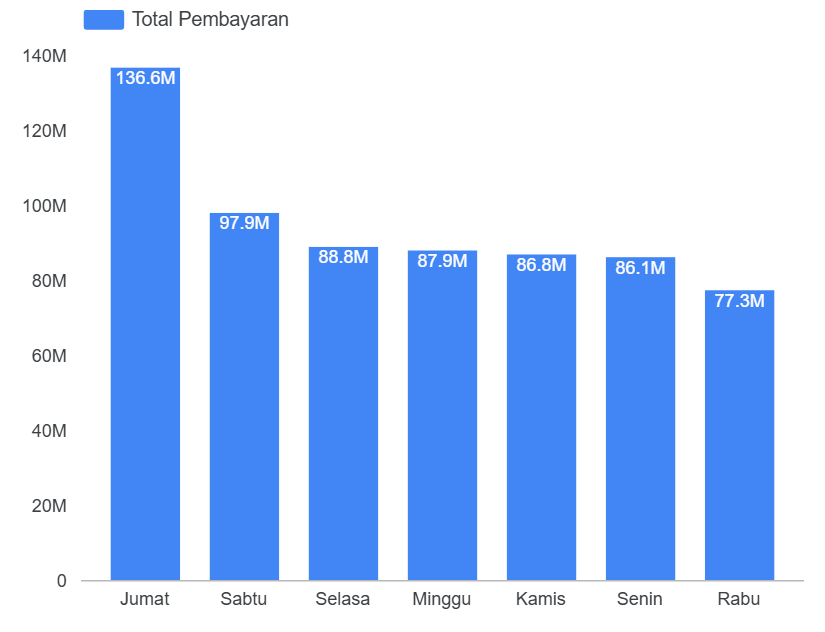 Total Pembayaran
140M
120M
100M
80M
60M
40M
20M
0
136.6M
97.9M
88.8M
87.9M
86.8M
86.1M
77.3M
Jumat
Sabtu
Selasa
Minggu
Kamis
Senin
Rabu